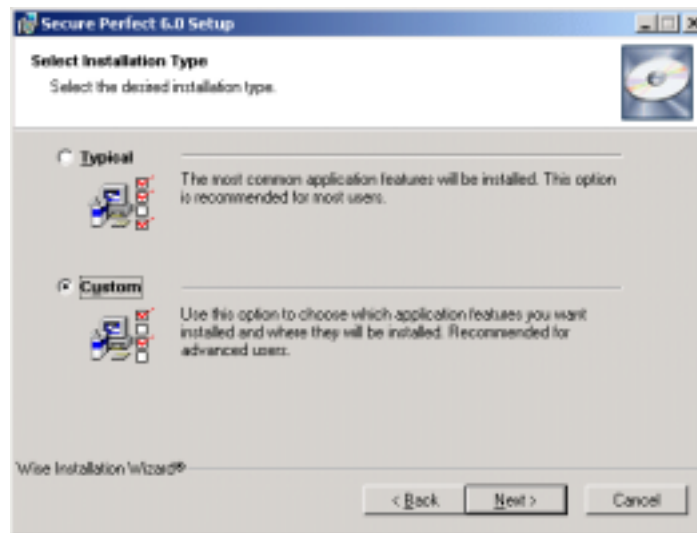 Secure Perfect 6.0 Setup
Select Installation Type
Select the desired installation type.
Typical
The most common application features will be installed. This option
is recommended for most users.
Custom
Use this option to choose which application features you want
installed and where they will be installed. Recommended for
advanced users.
Wise Installation Wizard®
< Back
Next >
Cancel